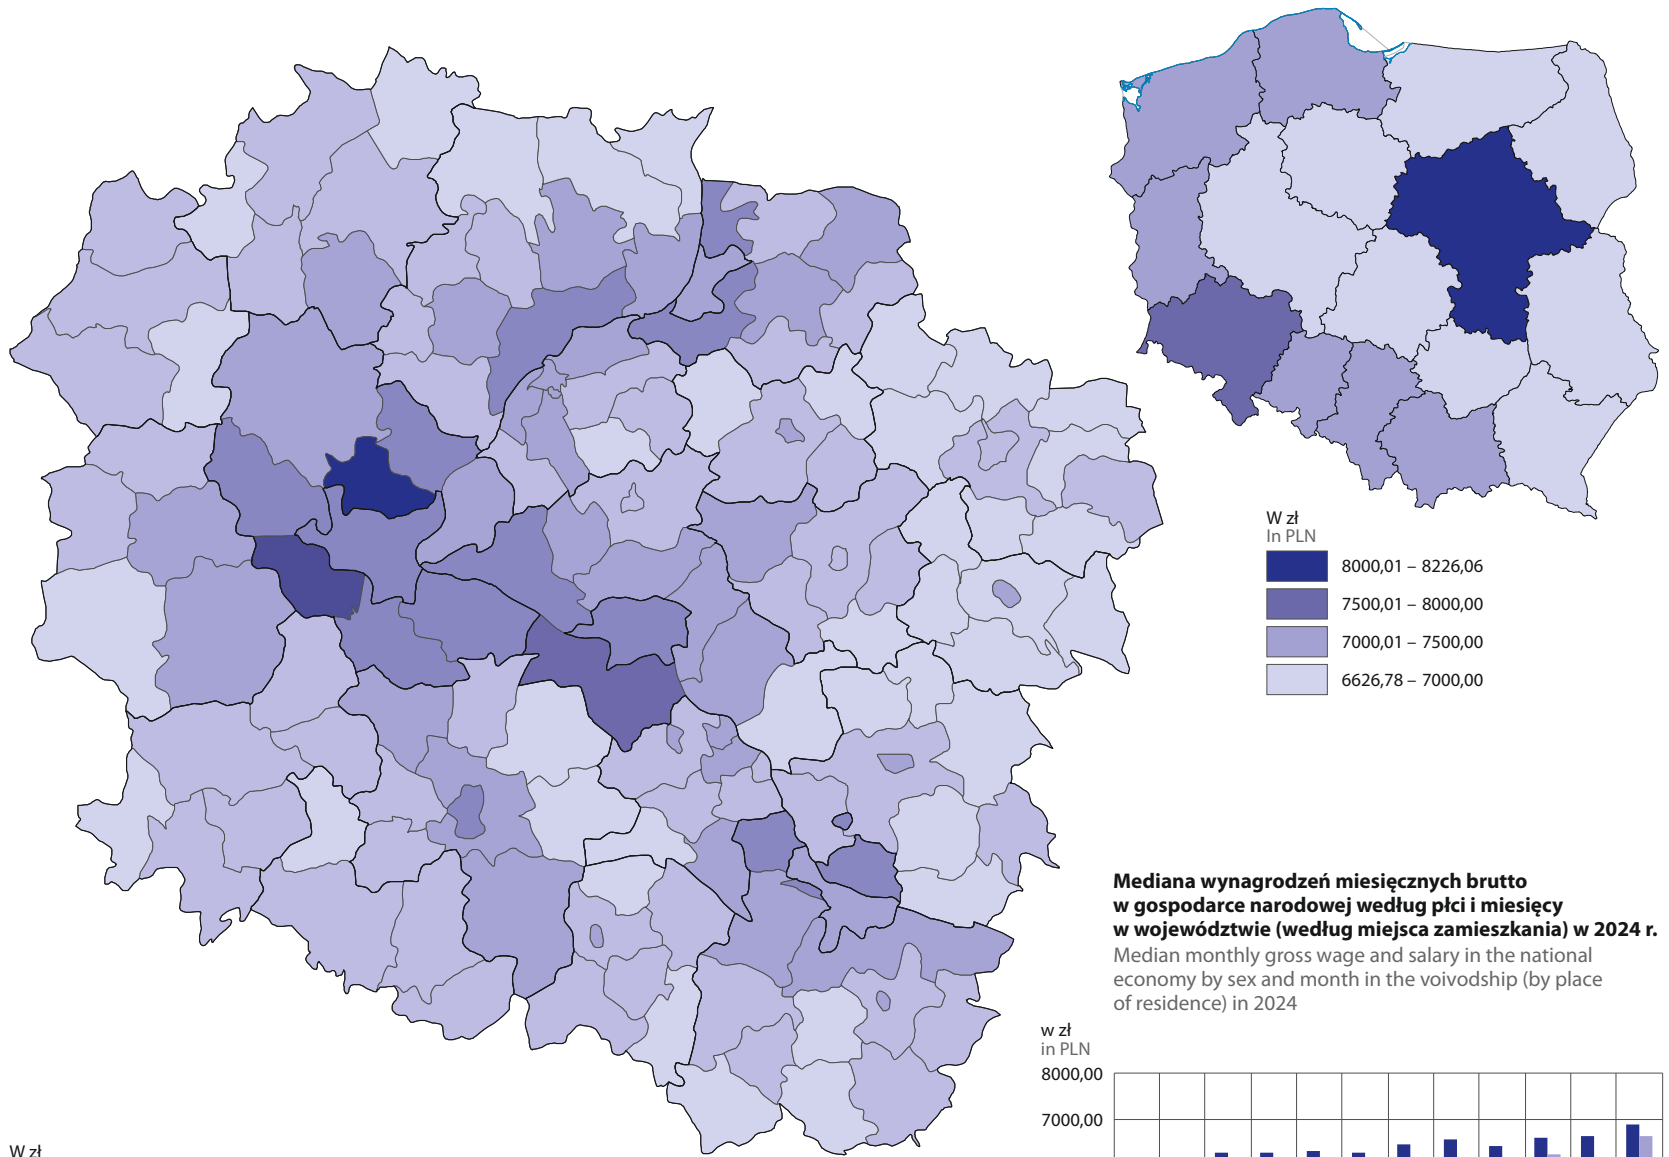 W zł
In PLN
8000,01 – 8226,06
7500,01 – 8000,00
7000,01 – 7500,00
6626,78 – 7000,00
Mediana wynagrodzeń miesięcznych brutto
w gospodarce narodowej według płci i miesięcy
w województwie (według miejsca zamieszkania) w 2024 r.
Median monthly gross wage and salary in the national
economy by sex and month in the voivodship (by place
of residence) in 2024
w zł
in PLN
8000,00
7000,00
W zł